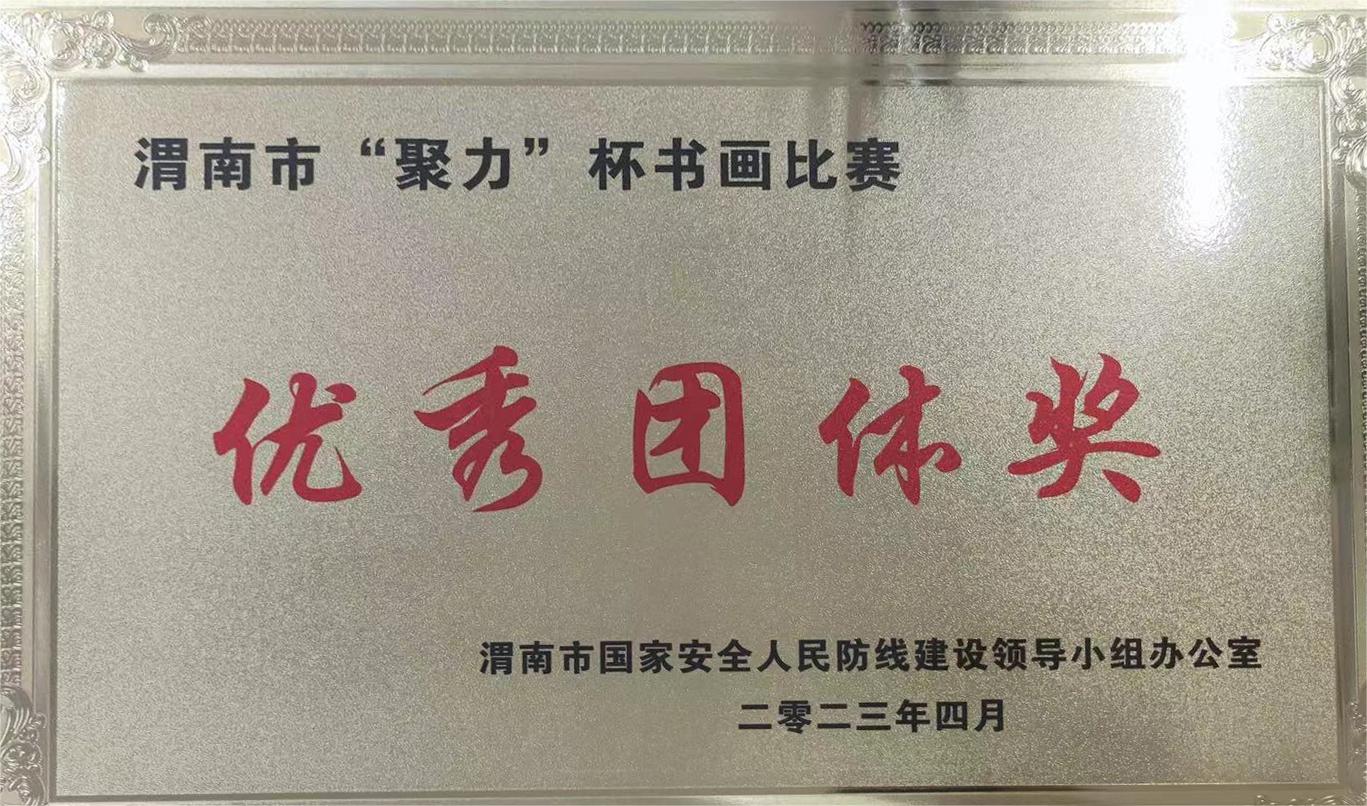 渭南市“聚力”杯书画比赛
优秀团体奖
渭南市国家安全人民防线建设领导小组办公室
二零二三年四月